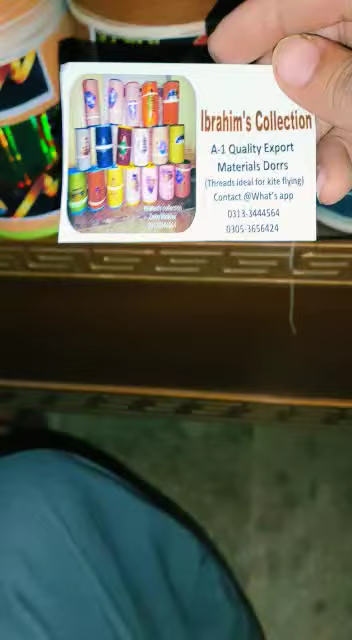 Ibrahim's Collection
A-1 Quality Export
Materials Dorrs
(Threads ideal for kite flying)
Contact @What's app
0313-3444564
0305-3656424